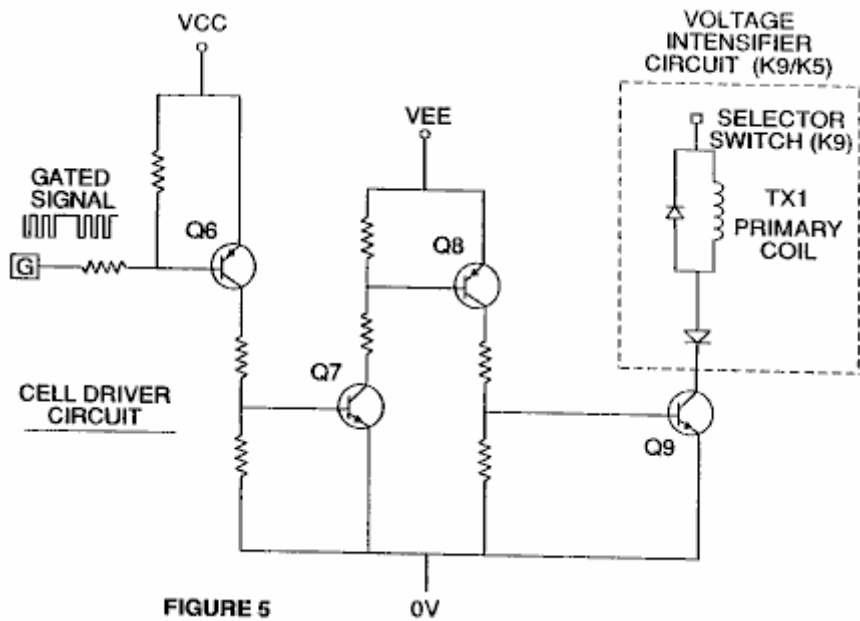 VCC
VOLTAGE
INTENSIFIER
CIRCUIT (K9/K5)
VEE
SELECTOR
SWITCH (K9)
GATED
SIGNAL
Q6
Q8
TX1
PRIMARY
COIL
G
Q7
CELL DRIVER
CIRCUIT
Q9
FIGURE 5
0V